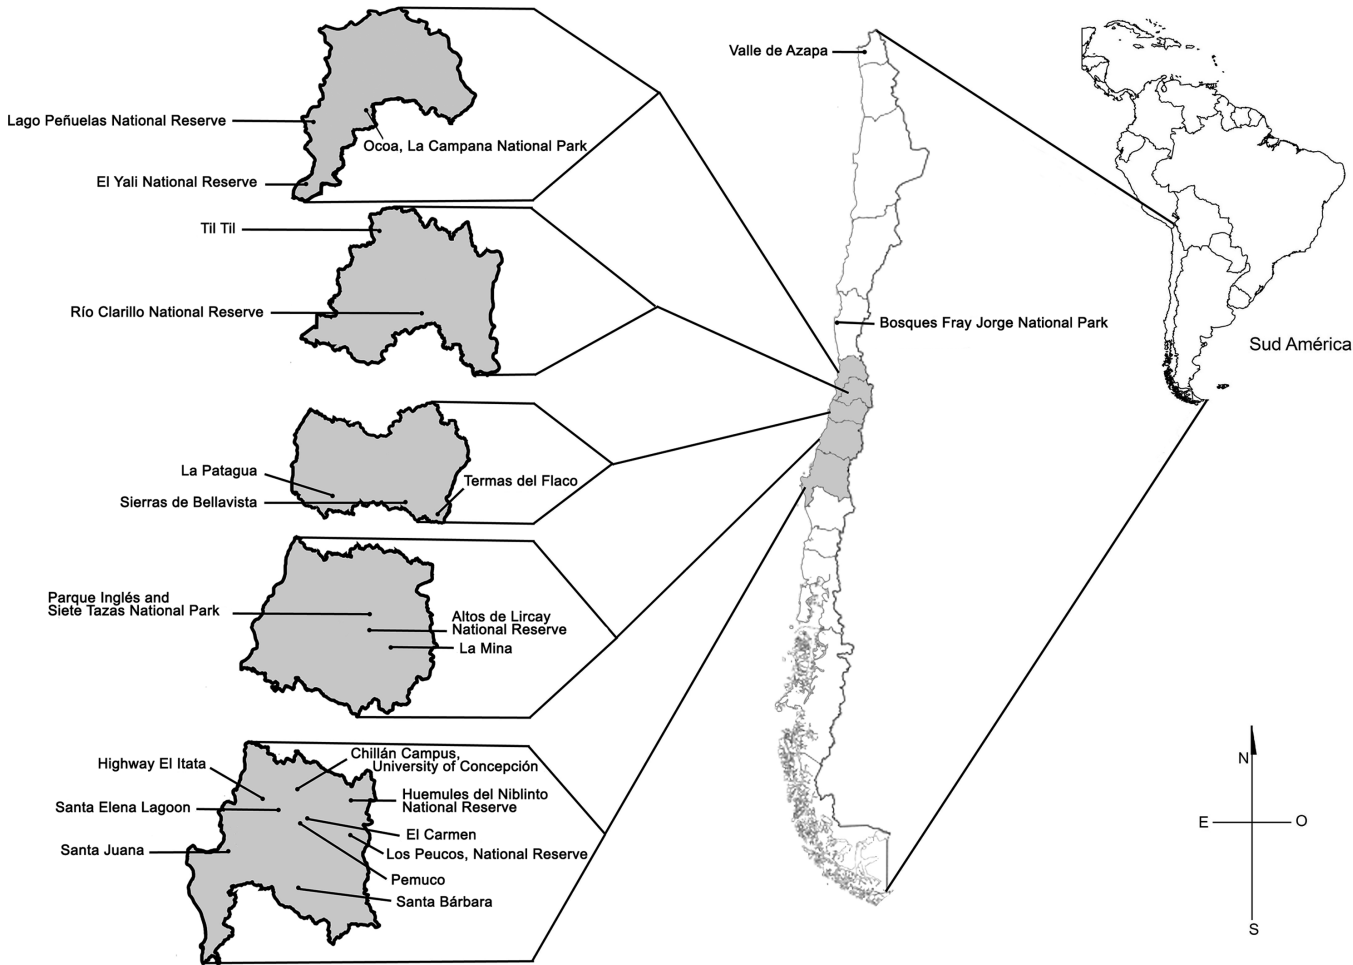 Valle de Azapa
Lago Peñuelas National Reserve
Ocoa, La Campana National Park
El Yali National Reserve
Til Til
Río Clarillo National Reserve
Bosques Fray Jorge National Park
Sud América
La Patagua
Termas del Flaco
Sierras de Bellavista
Parque Inglés and
Siete Tazas National Park
Altos de Lircay
National Reserve
La Mina
Chillán Campus,
University of Concepción
Highway El Itata
Huemules del Niblinto
National Reserve
Santa Elena Lagoon
El Carmen
Santa Juana
Los Peucos, National Reserve
Pemuco
Santa Bárbara
N
E
O
S